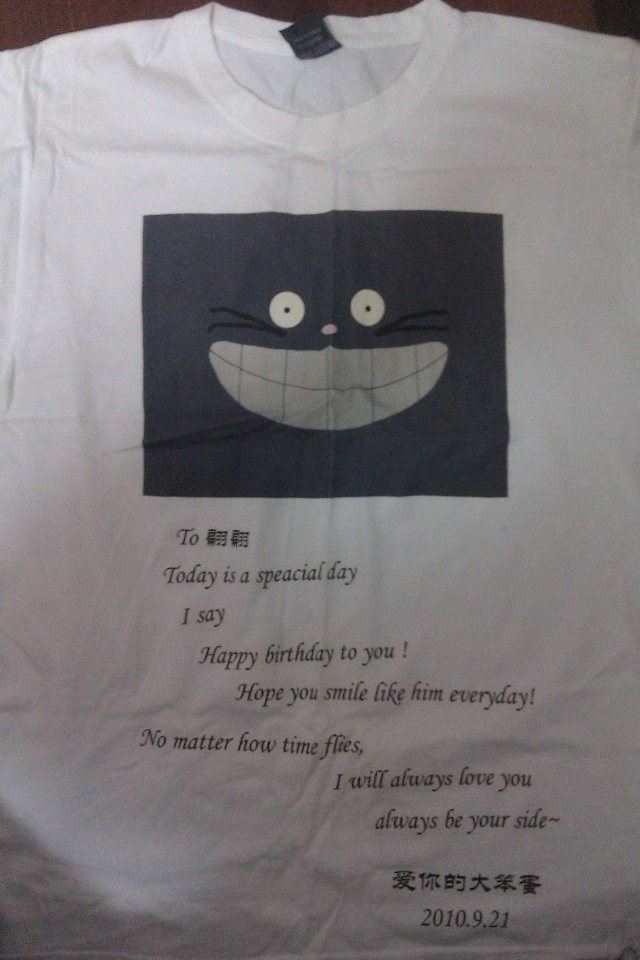 To 翩翩
Today is a speacial day
I say
Happy birthday to you !
Hope you smile like him everyday!
No matter how time flies,
I will always love you
always be your side~
爱你的大笨蛋
2010.9.21